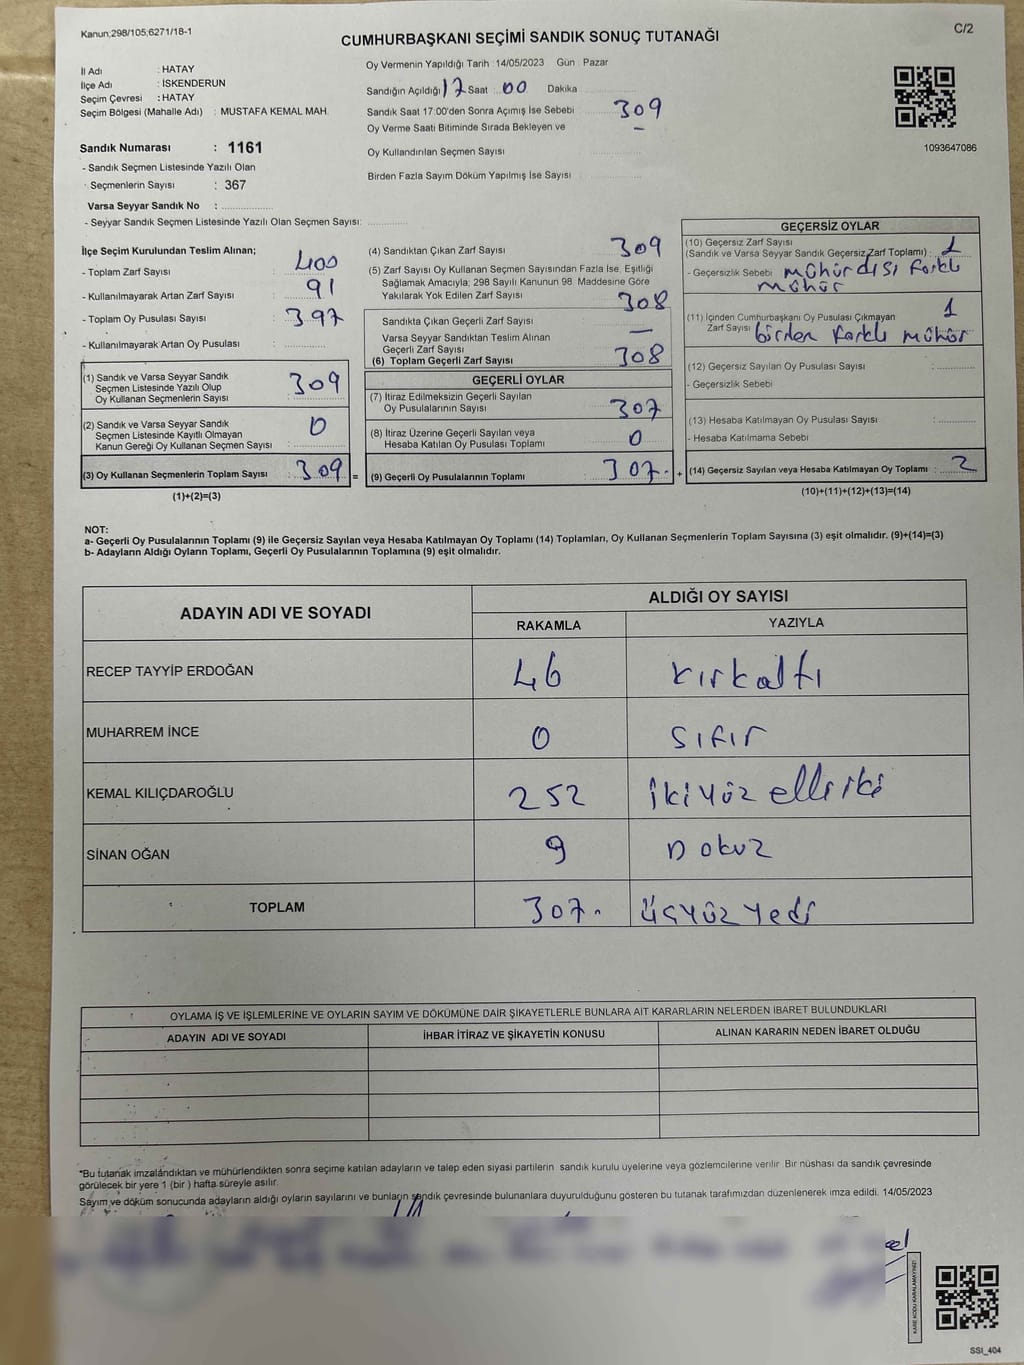 Kanun;298/105;6271/18-1
C/2
CUMHURBAŞKANI SEÇİMİ SANDIK SONUÇ TUTANAĞI
İl Adı : HATAY
İlçe Adı : İSKENDERUN
Seçim Çevresi : HATAY
Seçim Bölgesi (Mahalle Adı) : MUSTAFA KEMAL MAH.
Sandık Numarası : 1161
- Sandık Seçmen Listesinde Yazılı Olan
Seçmenlerin Sayısı : 367
Varsa Seyyar Sandık No :
- Seyyar Sandık Seçmen Listesinde Yazılı Olan Seçmen Sayısı:
Oy Vermenin Yapıldığı Tarih : 14/05/2023 Gün : Pazar
Sandığın Açıldığı 17 Saat 00 Dakika
Sandık Saat 17:00'den Sonra Açımış İse Sebebi
309
Oy Verme Saati Bitiminde Sırada Bekleyen ve –
Oy Kullandırılan Seçmen Sayısı
Birden Fazla Sayım Döküm Yapılmış İse Sayısı
1093647086
İlçe Seçim Kurulundan Teslim Alınan;
- Toplam Zarf Sayısı : 400
- Kullanılmayarak Artan Zarf Sayısı : 91
- Toplam Oy Pusulası Sayısı : 397
- Kullanılmayarak Artan Oy Pusulası :
(1) Sandık ve Varsa Seyyar Sandık
Seçmen Listesinde Yazılı Olup
Oy Kullanan Seçmenlerin Sayısı : 309
(2) Sandık ve Varsa Seyyar Sandık
Seçmen Listesinde Kayıtlı Olmayan
Kanun Gereği Oy Kullanan Seçmen Sayısı : 0
(3) Oy Kullanan Seçmenlerin Toplam Sayısı : 309
(1)+(2)=(3)
(4) Sandıktan Çıkan Zarf Sayısı 309
(5) Zarf Sayısı Oy Kullanan Seçmen Sayısından Fazla İse, Eşitliği
Sağlamak Amacıyla; 298 Sayılı Kanunun 98. Maddesine Göre
Yakılarak Yok Edilen Zarf Sayısı
308
Sandıkta Çıkan Geçerli Zarf Sayısı
Varsa Seyyar Sandıktan Teslim Alınan –
Geçerli Zarf Sayısı
(6) Toplam Geçerli Zarf Sayısı 308
GEÇERLİ OYLAR
(7) İtiraz Edilmeksizin Geçerli Sayılan
Oy Pusulalarının Sayısı 307
(8) İtiraz Üzerine Geçerli Sayılan veya
Hesaba Katılan Oy Pusulası Toplamı 0
= (9) Geçerli Oy Pusulalarının Toplamı 307.
GEÇERSİZ OYLAR
(10) Geçersiz Zarf Sayısı
(Sandık ve Varsa Seyyar Sandık Geçersiz Zarf Toplamı) : 1
- Geçersizlik Sebebi mühür dışı farklı
mühür
(11) İçinden Cumhurbaşkanı Oy Pusulası Çıkmayan
Zarf Sayısı 1
birden farklı mühür
(12) Geçersiz Sayılan Oy Pusulası Sayısı :
- Geçersizlik Sebebi
(13) Hesaba Katılmayan Oy Pusulası Sayısı :
- Hesaba Katılmama Sebebi
+ (14) Geçersiz Sayılan veya Hesaba Katılmayan Oy Toplamı : 2
(10)+(11)+(12)+(13)=(14)
NOT:
a- Geçerli Oy Pusulalarının Toplamı (9) ile Geçersiz Sayılan veya Hesaba Katılmayan Oy Toplamı (14) Toplamları, Oy Kullanan Seçmenlerin Toplam Sayısına (3) eşit olmalıdır. (9)+(14)=(3)
b- Adayların Aldığı Oyların Toplamı, Geçerli Oy Pusulalarının Toplamına (9) eşit olmalıdır.
ADAYIN ADI VE SOYADI
ALDIĞI OY SAYISI
RAKAMLA YAZIYLA
RECEP TAYYİP ERDOĞAN 46 kırkaltı
MUHARREM İNCE 0 sıfır
KEMAL KILIÇDAROĞLU 252 ikiyüz elliiki
SİNAN OĞAN 9 Dokuz
TOPLAM 307. üçyüz yedi
OYLAMA İŞ VE İŞLEMLERİNE VE OYLARIN SAYIM VE DÖKÜMÜNE DAİR ŞİKAYETLERLE BUNLARA AİT KARARLARIN NELERDEN İBARET BULUNDUKLARI
ADAYIN ADI VE SOYADI İHBAR İTİRAZ VE ŞİKAYETİN KONUSU ALINAN KARARIN NEDEN İBARET OLDUĞU
*Bu tutanak imzalandıktan ve mühürlendikten sonra seçime katılan adayların ve talep eden siyasi partilerin sandık kurulu üyelerine veya gözlemcilerine verilir. Bir nüshası da sandık çevresinde
görülecek bir yere 1 (bir) hafta süreyle asılır.
Sayım ve döküm sonucunda adayların aldığı oyların sayılarını ve bunların sandık çevresinde bulunanlara duyurulduğunu gösteren bu tutanak tarafımızdan düzenlenerek imza edildi. 14/05/2023
KARE KODU KARALAMAYINIZ!
SSI_404